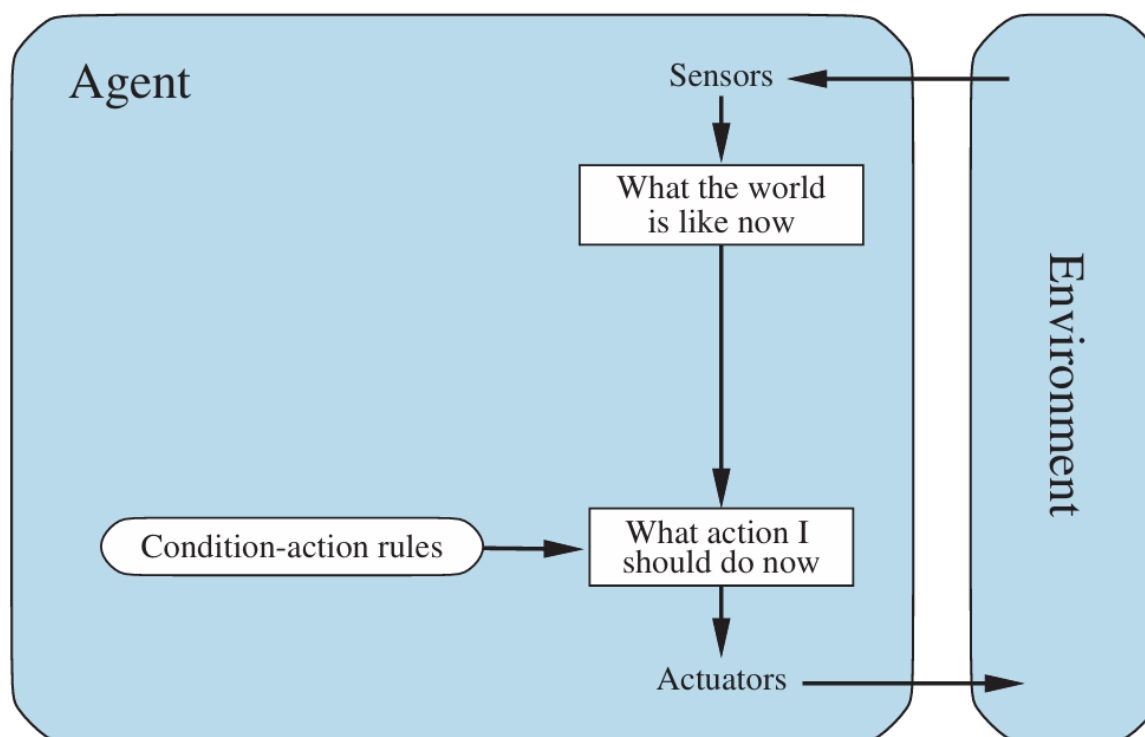 Agent
Sensors
What the world
is like now
Environment
Condition-action rules
What action I
should do now
Actuators